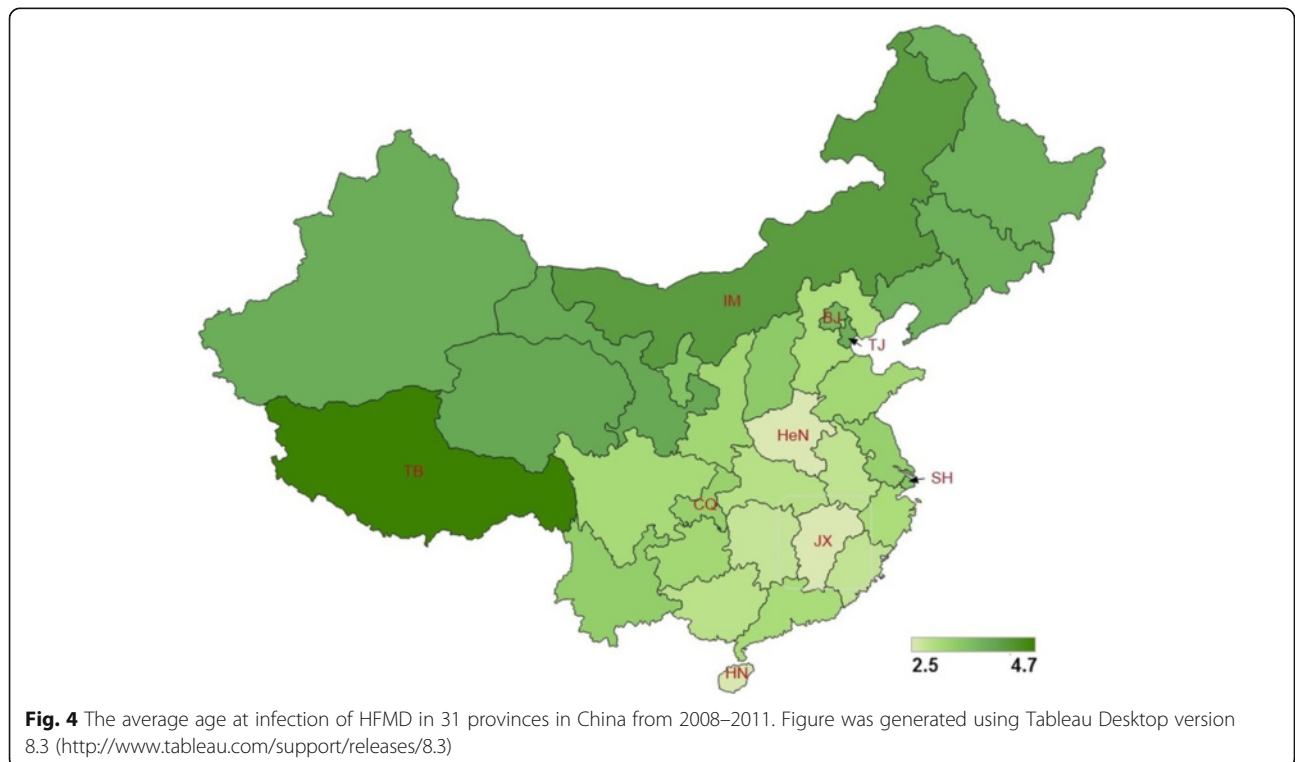 IM
BJ
TJ
HeN
TB
SH
CQ
JX
HN
2.5 4.7
Fig. 4 The average age at infection of HFMD in 31 provinces in China from 2008–2011. Figure was generated using Tableau Desktop version
8.3 (http://www.tableau.com/support/releases/8.3)